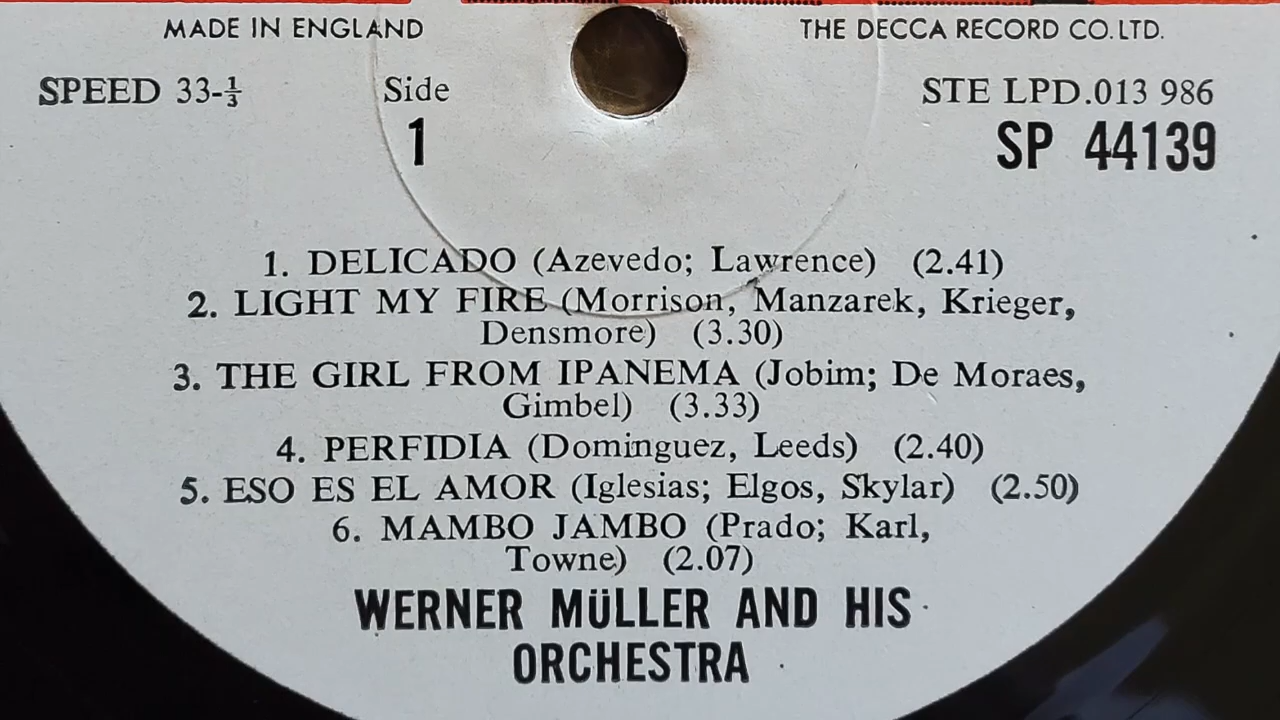 MADE IN ENGLAND
THE DECCA RECORD CO. LTD.
SPEED 33-⅓
Side
1
STE LPD.013 986
SP 44139
1. DELICADO (Azevedo; Lawrence) (2.41)
2. LIGHT MY FIRE (Morrison, Manzarek, Krieger,
Densmore) (3.30)
3. THE GIRL FROM IPANEMA (Jobim; De Moraes,
Gimbel) (3.33)
4. PERFIDIA (Dominguez, Leeds) (2.40)
5. ESO ES EL AMOR (Iglesias; Elgos, Skylar) (2.50)
6. MAMBO JAMBO (Prado; Karl,
Towne) (2.07)
WERNER MÜLLER AND HIS
ORCHESTRA